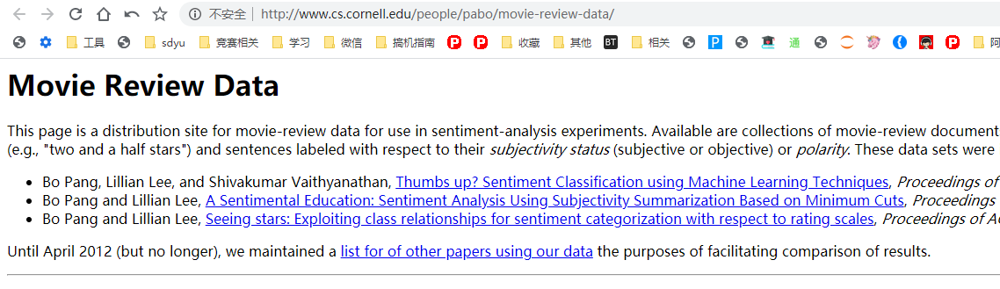 不安全 | http://www.cs.cornell.edu/people/pabo/movie-review-data/
工具 sdyu 竞赛相关 学习 微信 搞机指南 P P 收藏 其他 BT 相关 P 通 P 阿
Movie Review Data
This page is a distribution site for movie-review data for use in sentiment-analysis experiments. Available are collections of movie-review document
(e.g., "two and a half stars") and sentences labeled with respect to their subjectivity status (subjective or objective) or polarity. These data sets were
• Bo Pang, Lillian Lee, and Shivakumar Vaithyanathan, Thumbs up? Sentiment Classification using Machine Learning Techniques, Proceedings of
• Bo Pang and Lillian Lee, A Sentimental Education: Sentiment Analysis Using Subjectivity Summarization Based on Minimum Cuts, Proceedings
• Bo Pang and Lillian Lee, Seeing stars: Exploiting class relationships for sentiment categorization with respect to rating scales, Proceedings of A
Until April 2012 (but no longer), we maintained a list for of other papers using our data the purposes of facilitating comparison of results.